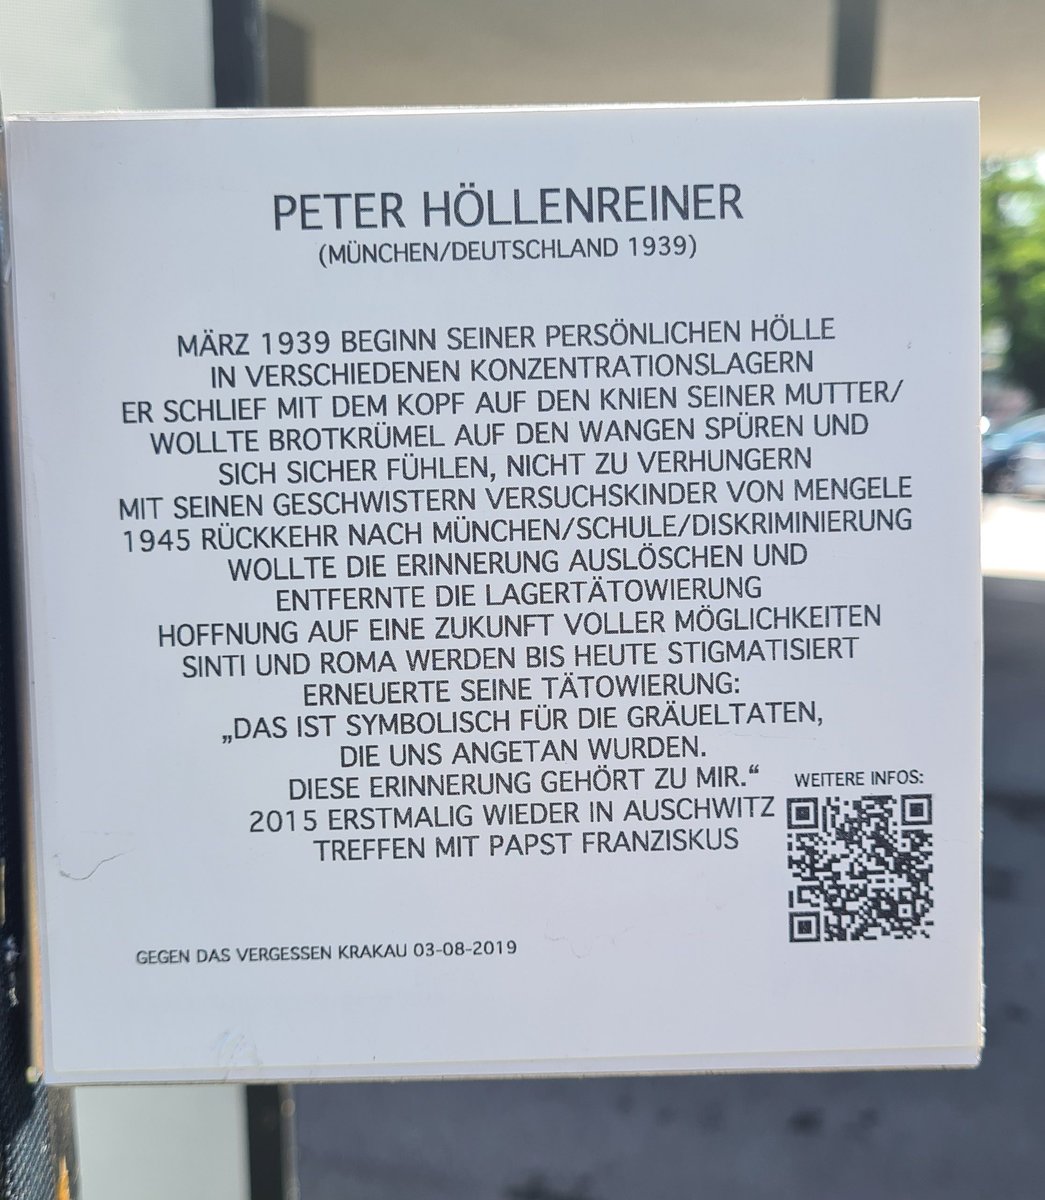 PETER HÖLLENREINER
(MÜNCHEN/DEUTSCHLAND 1939)
MÄRZ 1939 BEGINN SEINER PERSÖNLICHEN HÖLLE
IN VERSCHIEDENEN KONZENTRATIONSLAGERN
ER SCHLIEF MIT DEM KOPF AUF DEN KNIEN SEINER MUTTER/
WOLLTE BROTKRÜMEL AUF DEN WANGEN SPÜREN UND
SICH SICHER FÜHLEN, NICHT ZU VERHUNGERN
MIT SEINEN GESCHWISTERN VERSUCHSKINDER VON MENGELE
1945 RÜCKKEHR NACH MÜNCHEN/SCHULE/DISKRIMINIERUNG
WOLLTE DIE ERINNERUNG AUSLÖSCHEN UND
ENTFERNTE DIE LAGERTÄTOWIERUNG
HOFFNUNG AUF EINE ZUKUNFT VOLLER MÖGLICHKEITEN
SINTI UND ROMA WERDEN BIS HEUTE STIGMATISIERT
ERNEUERTE SEINE TÄTOWIERUNG:
„DAS IST SYMBOLISCH FÜR DIE GRÄUELTATEN,
DIE UNS ANGETAN WURDEN.
DIESE ERINNERUNG GEHÖRT ZU MIR.“
2015 ERSTMALIG WIEDER IN AUSCHWITZ
TREFFEN MIT PAPST FRANZISKUS
WEITERE INFOS:
GEGEN DAS VERGESSEN KRAKAU 03-08-2019